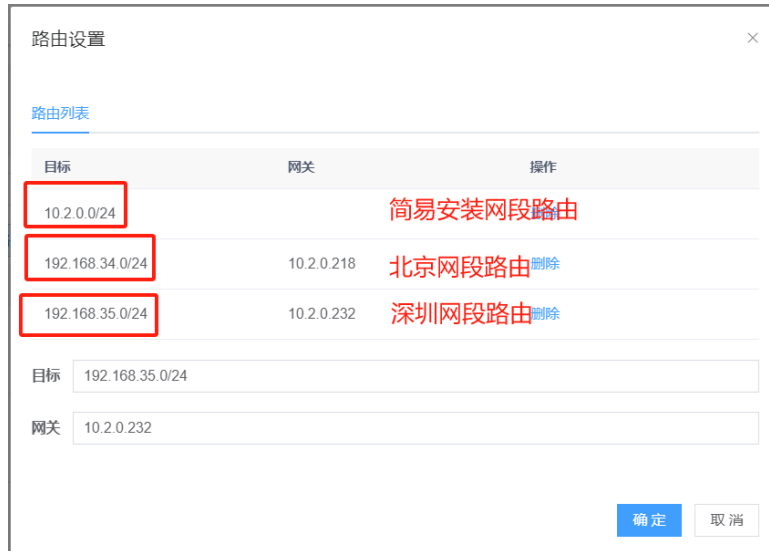 路由设置
路由列表
目标 网关 操作
10.2.0.0/24 简易安装网段路由 删除
192.168.34.0/24 10.2.0.218 北京网段路由 删除
192.168.35.0/24 10.2.0.232 深圳网段路由 删除
目标 192.168.35.0/24
网关 10.2.0.232
确定 取消